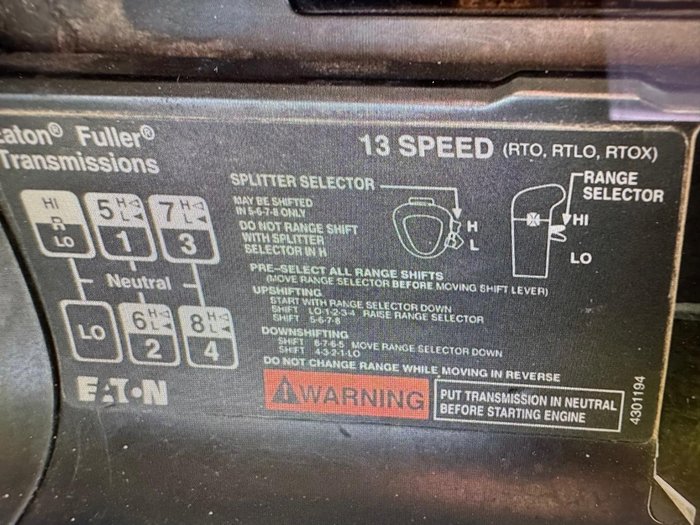 Eaton® Fuller®
Transmissions
13 SPEED (RTO, RTLO, RTOX)
HI
R
LO
5 H L
1
7 H L
3
Neutral
LO
6 H L
2
8 H L
4
EATON
SPLITTER SELECTOR
MAY BE SHIFTED
IN 5-6-7-8 ONLY
DO NOT RANGE SHIFT
WITH SPLITTER
SELECTOR IN H
H
L
RANGE
SELECTOR
HI
LO
PRE-SELECT ALL RANGE SHIFTS
(MOVE RANGE SELECTOR BEFORE MOVING SHIFT LEVER)
UPSHIFTING
START WITH RANGE SELECTOR DOWN
SHIFT LO-1-2-3-4 RAISE RANGE SELECTOR
SHIFT 5-6-7-8
DOWNSHIFTING
SHIFT 8-7-6-5 MOVE RANGE SELECTOR DOWN
SHIFT 4-3-2-1-LO
DO NOT CHANGE RANGE WHILE MOVING IN REVERSE
WARNING
PUT TRANSMISSION IN NEUTRAL
BEFORE STARTING ENGINE
4301194